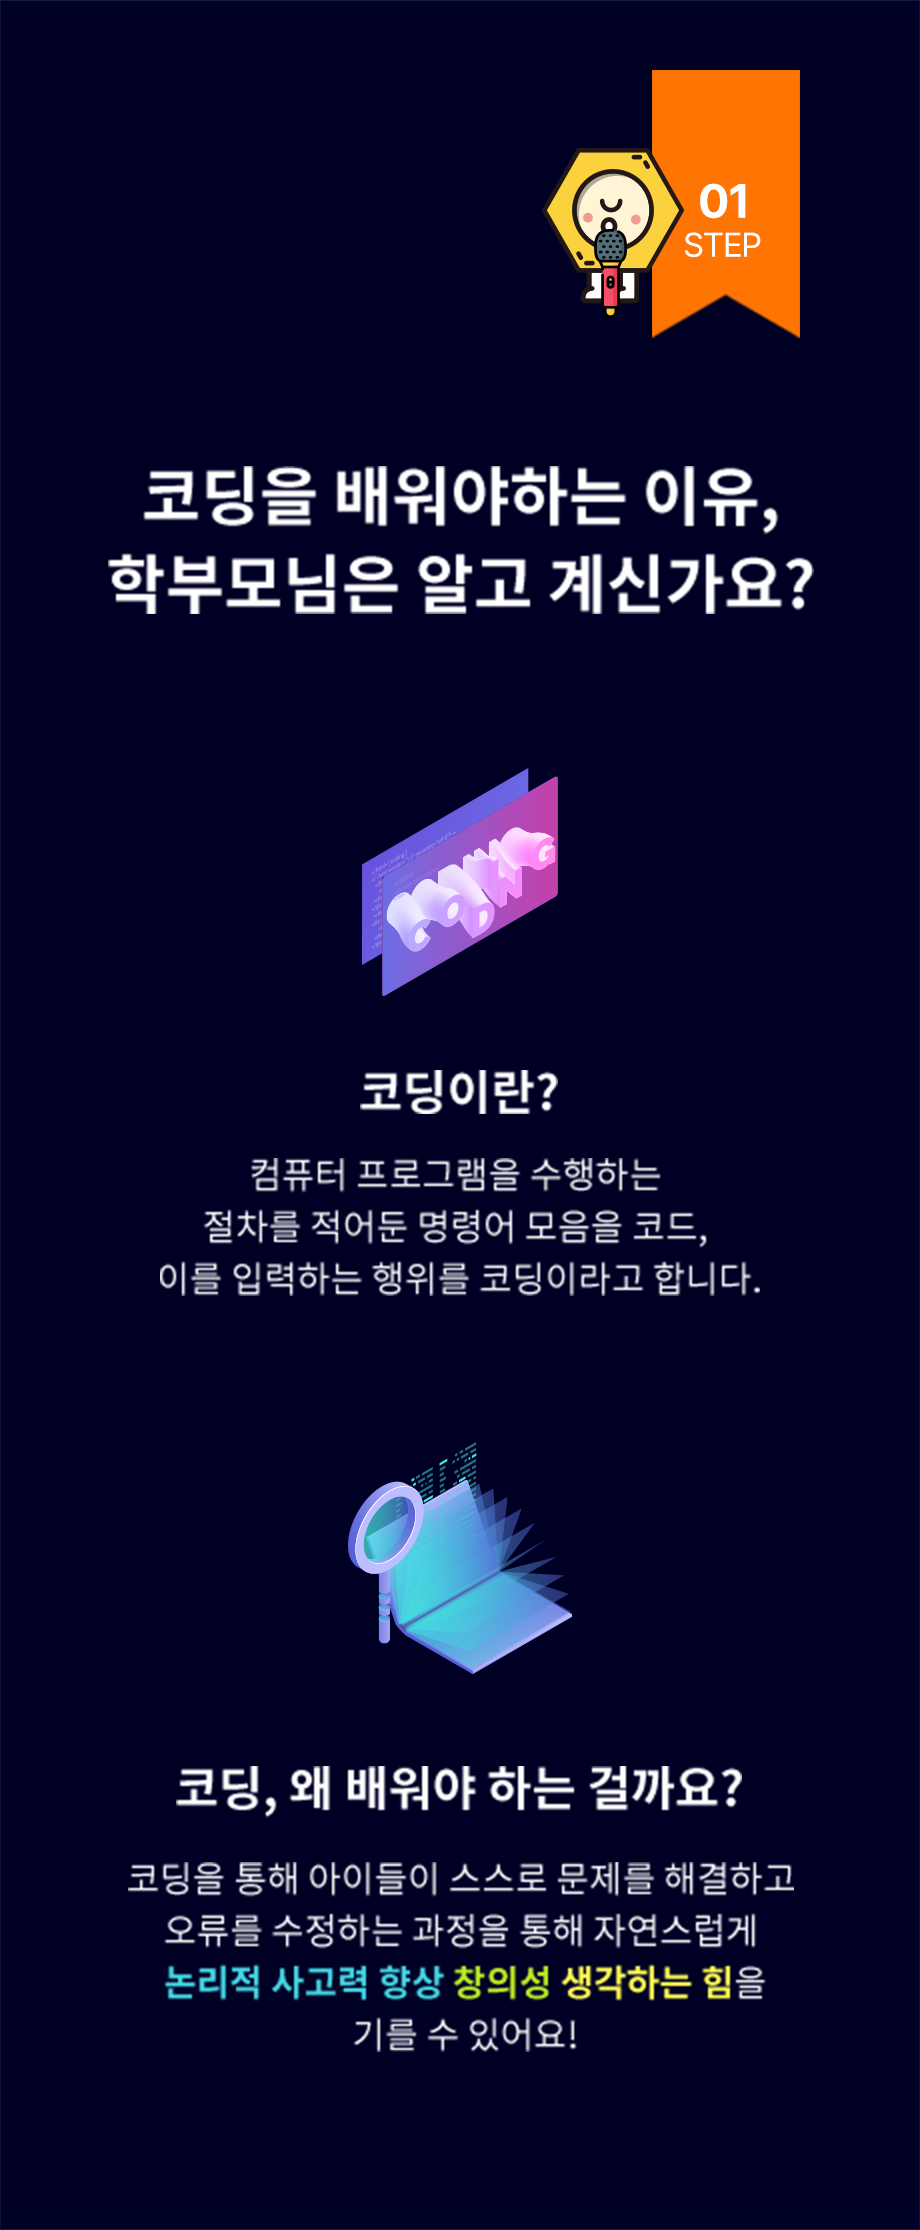 01
STEP
코딩을 배워야하는 이유,
학부모님은 알고 계신가요?
CODING
코딩이란?
컴퓨터 프로그램을 수행하는
절차를 적어둔 명령어 모음을 코드,
이를 입력하는 행위를 코딩이라고 합니다.
코딩, 왜 배워야 하는 걸까요?
코딩을 통해 아이들이 스스로 문제를 해결하고
오류를 수정하는 과정을 통해 자연스럽게
논리적 사고력 향상 창의성 생각하는 힘을
기를 수 있어요!